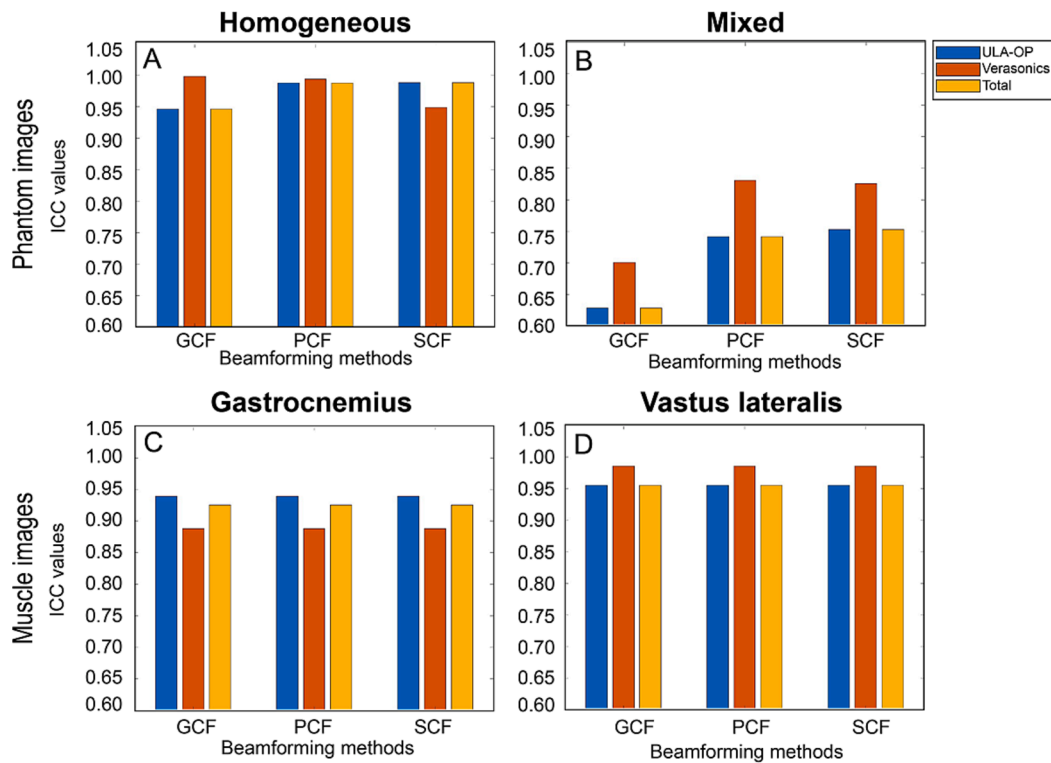 Homogeneous
Mixed
Phantom images
ICC values
A
1.05
1.00
0.95
0.90
0.85
0.80
0.75
0.70
0.65
0.60
GCF PCF SCF
Beamforming methods
B
1.05
1.00
0.95
0.90
0.85
0.80
0.75
0.70
0.65
0.60
GCF PCF SCF
Beamforming methods
ULA-OP
Verasonics
Total
Gastrocnemius
Vastus lateralis
Muscle images
ICC values
C
1.05
1.00
0.95
0.90
0.85
0.80
0.75
0.70
0.65
0.60
GCF PCF SCF
Beamforming methods
D
1.05
1.00
0.95
0.90
0.85
0.80
0.75
0.70
0.65
0.60
GCF PCF SCF
Beamforming methods